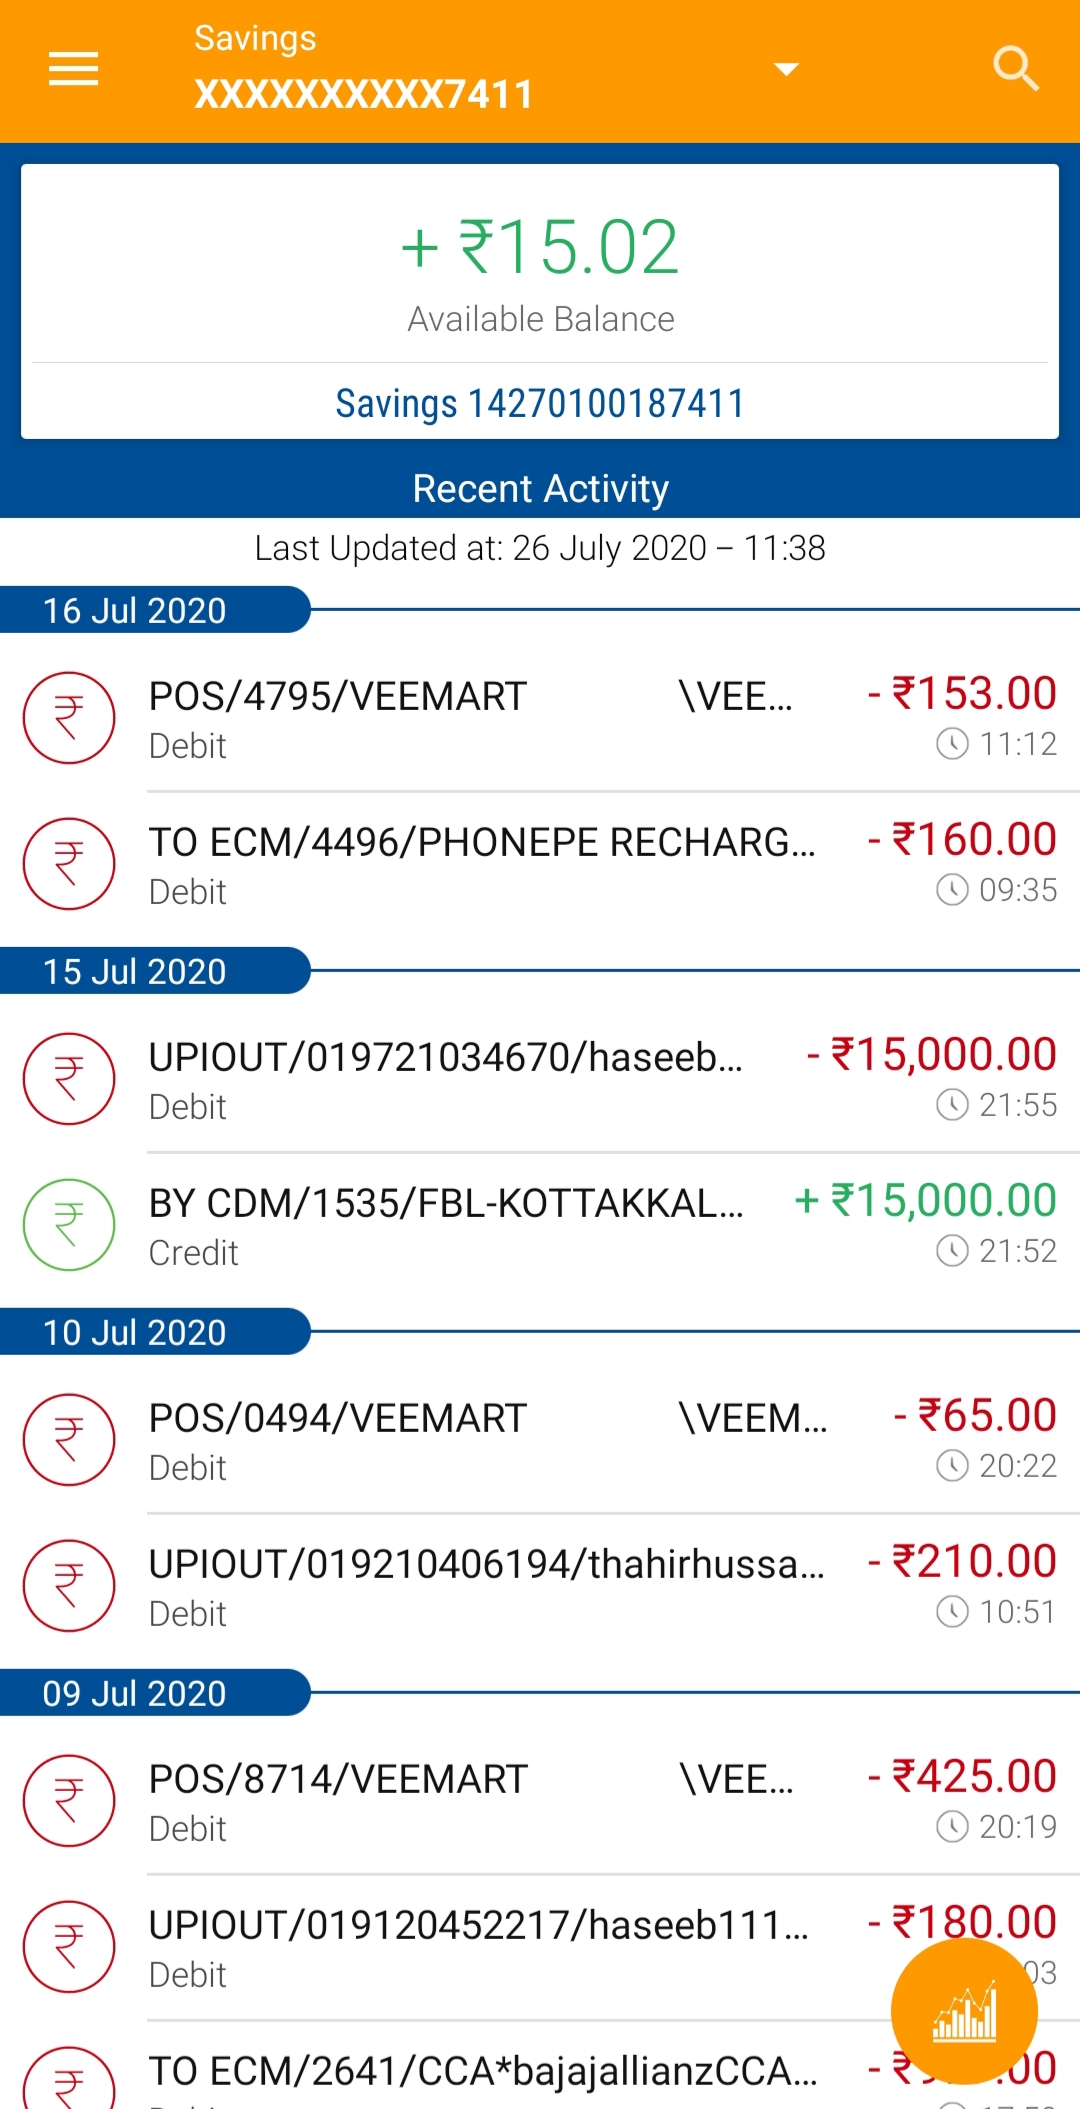 Savings
XXXXXXXXXX7411
+ ₹15.02
Available Balance
Savings 14270100187411
Recent Activity
Last Updated at: 26 July 2020 – 11:38
16 Jul 2020
POS/4795/VEEMART \VEE... - ₹153.00
Debit 11:12
TO ECM/4496/PHONEPE RECHARG... - ₹160.00
Debit 09:35
15 Jul 2020
UPIOUT/019721034670/haseeb... - ₹15,000.00
Debit 21:55
BY CDM/1535/FBL-KOTTAKKAL... + ₹15,000.00
Credit 21:52
10 Jul 2020
POS/0494/VEEMART \VEEM... - ₹65.00
Debit 20:22
UPIOUT/019210406194/thahirhussa... - ₹210.00
Debit 10:51
09 Jul 2020
POS/8714/VEEMART \VEE... - ₹425.00
Debit 20:19
UPIOUT/019120452217/haseeb111... - ₹180.00
Debit
TO ECM/2641/CCA*bajajallianzCCA...